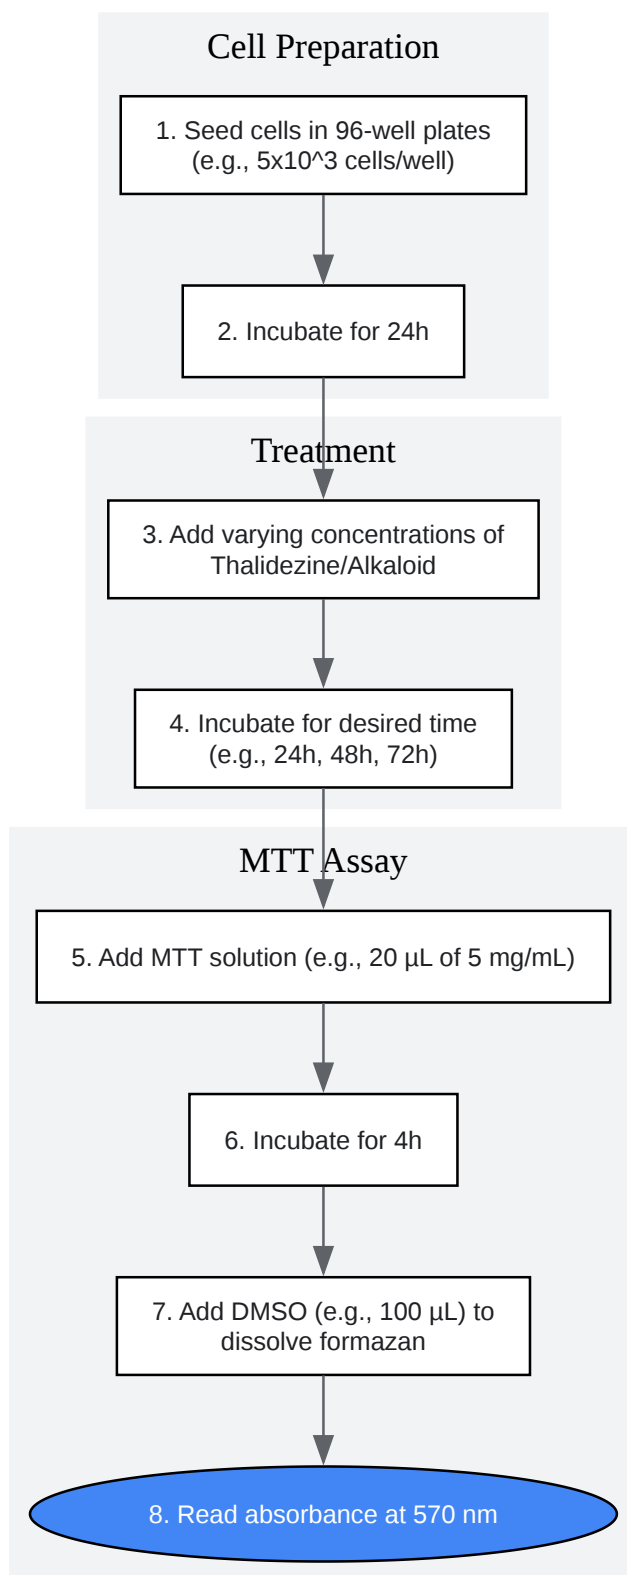 Cell Preparation
1. Seed cells in 96-well plates
(e.g., 5x10^3 cells/well)
2. Incubate for 24h
Treatment
3. Add varying concentrations of
Thalidezine/Alkaloid
4. Incubate for desired time
(e.g., 24h, 48h, 72h)
MTT Assay
5. Add MTT solution (e.g., 20 µL of 5 mg/mL)
6. Incubate for 4h
7. Add DMSO (e.g., 100 µL) to
dissolve formazan
8. Read absorbance at 570 nm